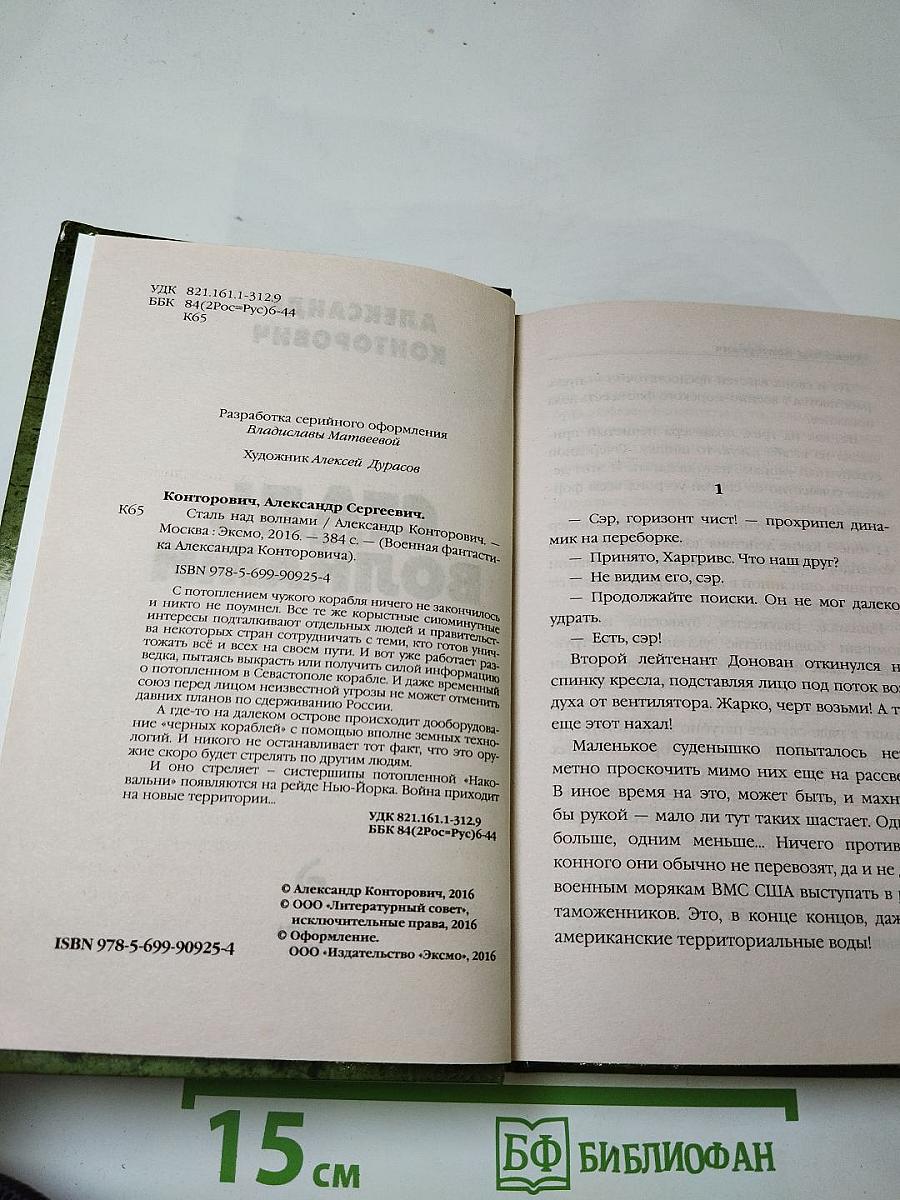 УДК 821.161.1-312.9
ББК 84(2Рос=Рус)6-44
К65
Разработка серийного оформления
Владиславы Матвеевой
Художник Алексей Дурасов
Конторович, Александр Сергеевич.
К65 Сталь над волнами / Александр Конторович. —
Москва : Эксмо, 2016. — 384 с. — (Военная фантасти-
ка Александра Конторовича).
ISBN 978-5-699-90925-4
С потоплением чужого корабля ничего не закончилось
и никто не поумнел. Все те же корыстные сиюминутные
интересы подталкивают отдельных людей и правительст-
ва некоторых стран сотрудничать с теми, кто готов унич-
тожать всё и всех на своем пути. И вот уже работает раз-
ведка, пытаясь выкрасть или получить силой информацию
о потопленном в Севастополе корабле. И даже временный
союз перед лицом неизвестной угрозы не может отменить
давних планов по сдерживанию России.
А где-то на далеком острове происходит дооборудова-
ние «черных кораблей» с помощью вполне земных техно-
логий. И никого не останавливает тот факт, что это ору-
жие скоро будет стрелять по другим людям.
И оно стреляет – систершипы потопленной «Нако-
вальни» появляются на рейде Нью-Йорка. Война приходит
на новые территории...
УДК 821.161.1-312.9
ББК 84(2Рос=Рус)6-44
© Александр Конторович, 2016
© ООО «Литературный совет»,
исключительные права, 2016
© Оформление.
ООО «Издательство «Эксмо», 2016
ISBN 978-5-699-90925-4
1
— Сэр, горизонт чист! — прохрипел дина-
мик на переборке.
— Принято, Харгривс. Что наш друг?
— Не видим его, сэр.
— Продолжайте поиски. Он не мог далеко
удрать.
— Есть, сэр!
Второй лейтенант Донован откинулся н
спинку кресла, подставляя лицо под поток воз
духа от вентилятора. Жарко, черт возьми! А т
еще этот нахал!
Маленькое суденышко попыталось не
метно проскочить мимо них еще на рассве
В иное время на это, может быть, и махн
бы рукой — мало ли тут таких шастает. Одн
больше, одним меньше... Ничего против
конного они обычно не перевозят, да и не
военным морякам ВМС США выступать в р
таможенников. Это, в конце концов, даж
американские территориальные воды!
15 см
БФ БИБЛИОФАН